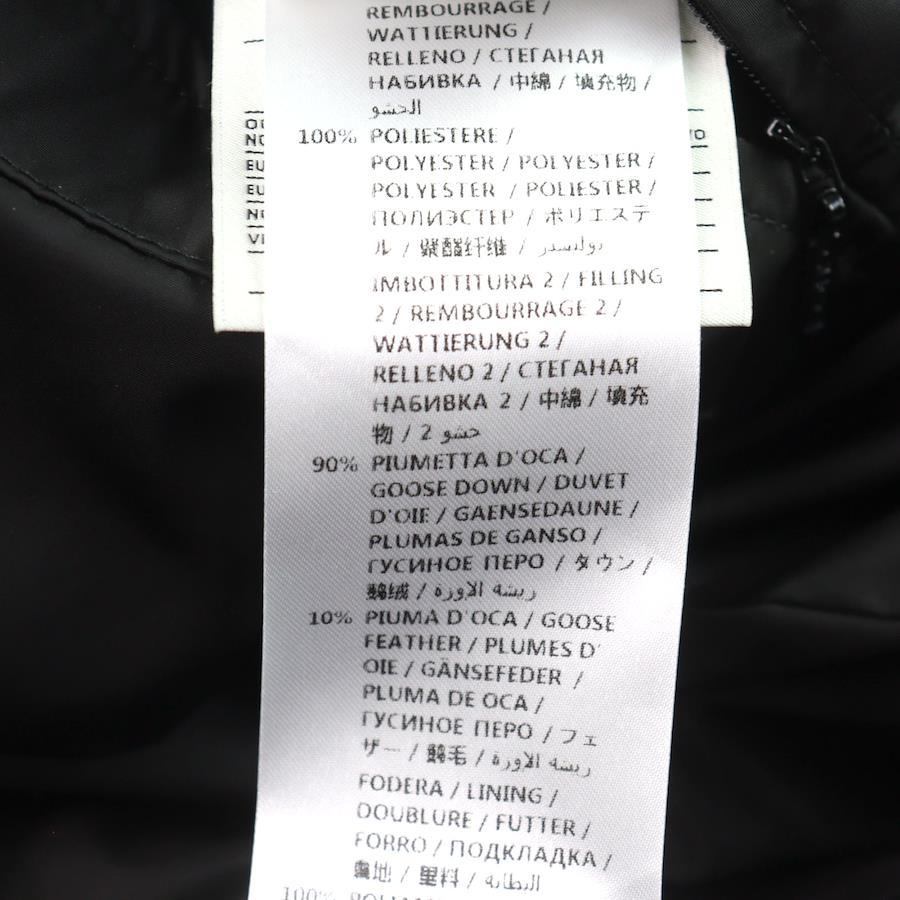 REMBOURRAGE /
WATTIERUNG /
RELLENO / СТЕГАНАЯ
НАБИВКА / 中綿 / 填充物 /
الحشو
100% POLIESTERE /
POLYESTER / POLYESTER /
POLYESTER / POLIESTER /
ПОЛИЭСТЕР / ポリエステ
ル / 聚酯纤维 / بوليستر
IMBOTTITURA 2 / FILLING
2 / REMBOURRAGE 2 /
WATTIERUNG 2 /
RELLENO 2 / СТЕГАНАЯ
НАБИВКА 2 / 中綿 / 填充
物 / حشو 2
90% PIUMETTA D'OCA /
GOOSE DOWN / DUVET
D'OIE / GAENSEDAUNE /
PLUMAS DE GANSO /
ГУСИНОЕ ПЕРО / ダウン /
鹅绒 / ريشه الاوزة
10% PIUMA D'OCA / GOOSE
FEATHER / PLUMES D'
OIE / GÄNSEFEDER /
PLUMA DE OCA /
ГУСИНОЕ ПЕРО / フェ
ザー / 鹅毛 / ريشه الاوزة
FODERA / LINING /
DOUBLURE / FUTTER /
FORRO / ПОДКЛАДКА /
裏地 / 里料 / البطانة
100%